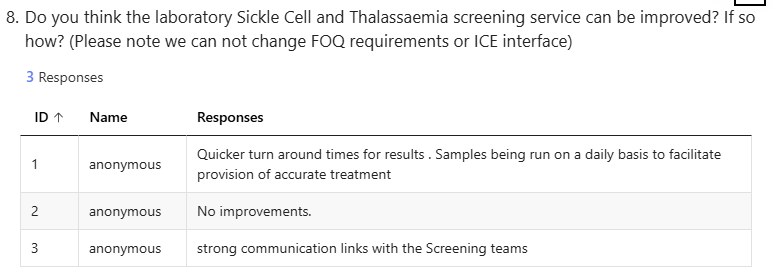 8. Do you think the laboratory Sickle Cell and Thalassaemia screening service can be improved? If so
how? (Please note we can not change FOQ requirements or ICE interface)
3 Responses
ID ↑ Name Responses
1 anonymous Quicker turn around times for results . Samples being run on a daily basis to facilitate
provision of accurate treatment
2 anonymous No improvements.
3 anonymous strong communication links with the Screening teams